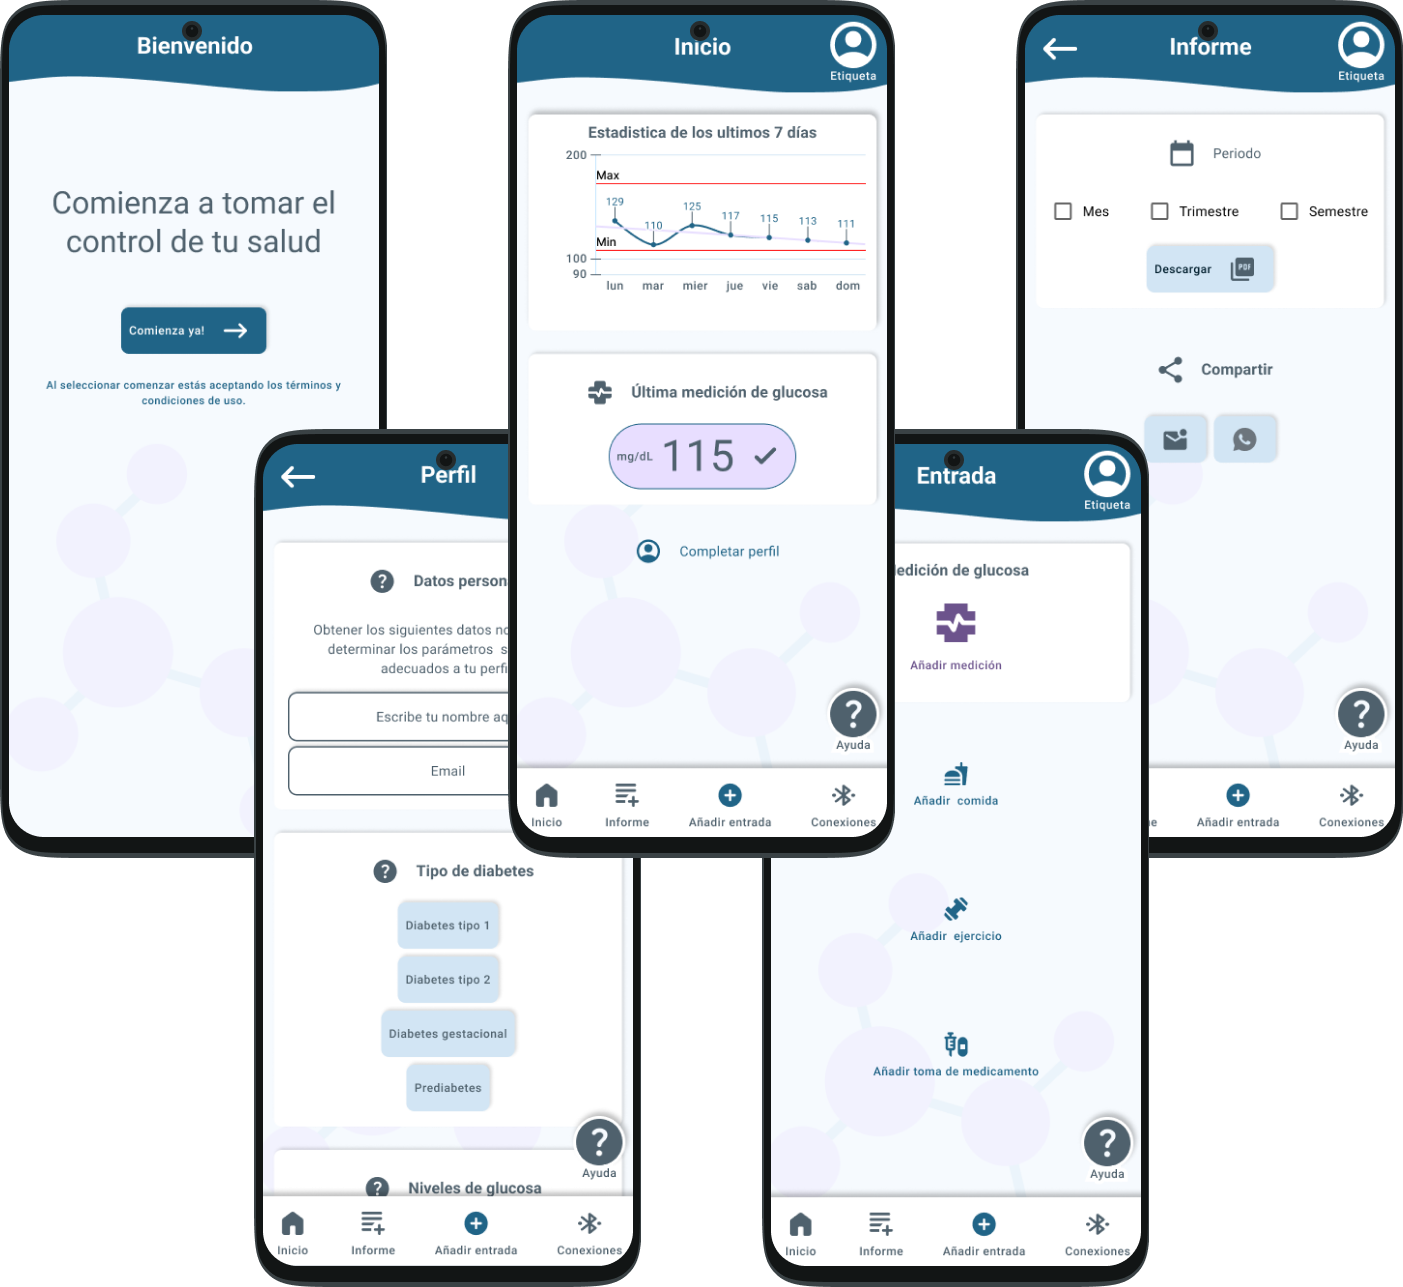 Bienvenido
Comienza a tomar el
control de tu salud
Comienza ya!
Al seleccionar comenzar estás aceptando los términos y
condiciones de uso.
Perfil
Datos
Obtener los siguientes datos
determinar los parámetros
adecuados a tu
Escribe tu nombre
Email
Tipo de diabetes
Diabetes tipo 1
Diabetes tipo 2
Diabetes gestacional
Prediabetes
Niveles de glucosa
Ayuda
Inicio
Informe
Añadir entrada
Conexiones
Inicio
Etiqueta
Estadistica de los ultimos 7 días
200
Max
129
110
125
117
115
113
111
Min
100
90
lun mar mier jue vie sab dom
Última medición de glucosa
mg/dL 115
Completar perfil
Ayuda
Inicio
Informe
Añadir entrada
Conexiones
Entrada
Etiqueta
de glucosa
Añadir medición
Añadir comida
Añadir ejercicio
E
Añadir toma de medicamento
Ayuda
Inicio
Informe
Añadir entrada
Conexiones
Informe
Etiqueta
Periodo
Mes
Trimestre
Semestre
Descargar PDF
Compartir
Ayuda
Añadir entrada
Conexiones